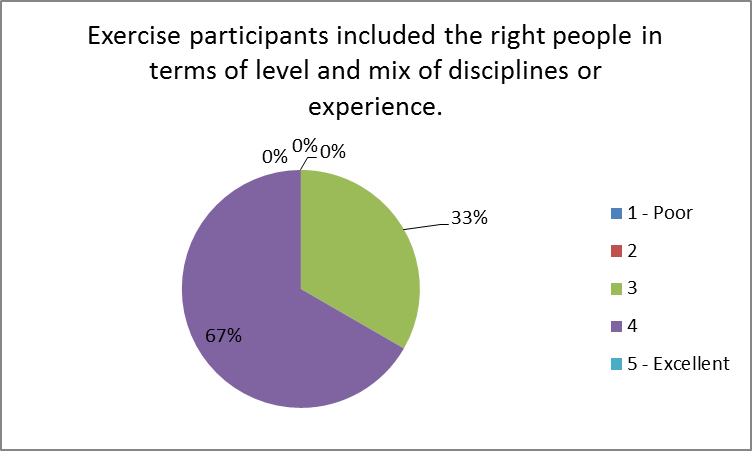 Exercise participants included the right people in
terms of level and mix of disciplines or
experience.
0% 0% 0%
33%
67%
1 - Poor
2
3
4
5 - Excellent